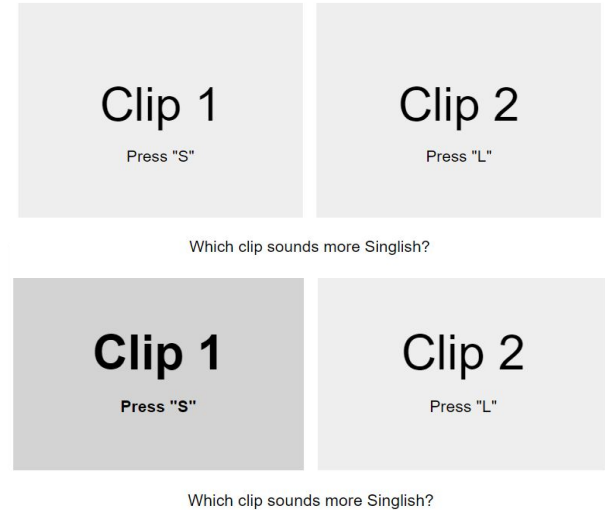 Clip 1 Clip 2
Press "S" Press "L"
Which clip sounds more Singlish?
Clip 1 Clip 2
Press "S" Press "L"
Which clip sounds more Singlish?